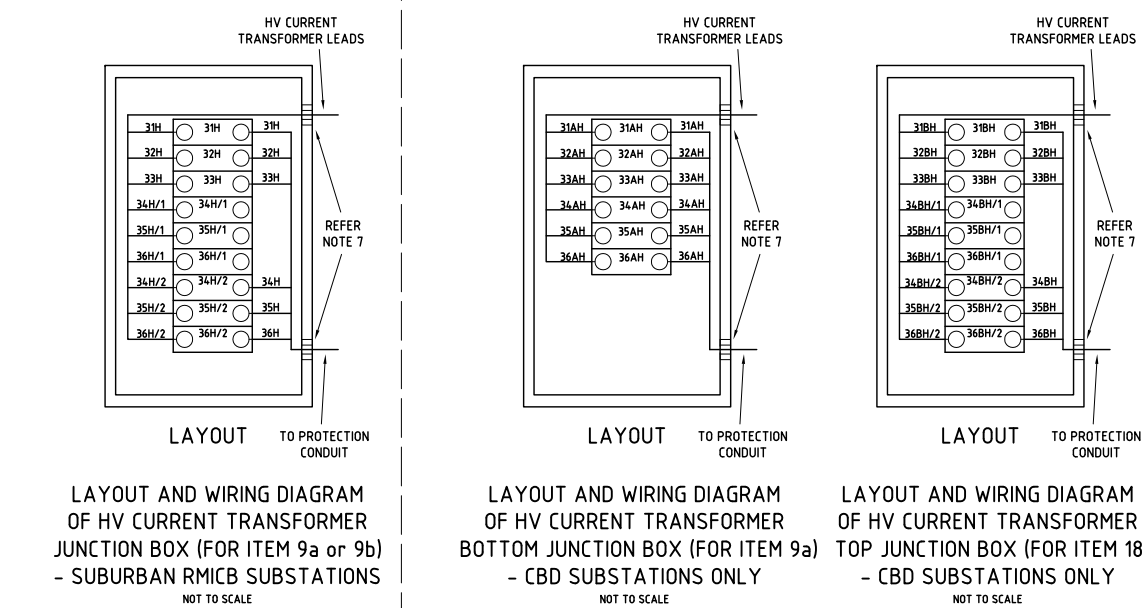 HV CURRENT
TRANSFORMER LEADS
31H 31H 31H
32H 32H 32H
33H 33H 33H
34H/1 34H/1
35H/1 35H/1
36H/1 36H/1
34H/2 34H/2 34H
35H/2 35H/2 35H
36H/2 36H/2 36H
REFER
NOTE 7
LAYOUT
TO PROTECTION
CONDUIT
LAYOUT AND WIRING DIAGRAM
OF HV CURRENT TRANSFORMER
JUNCTION BOX (FOR ITEM 9a or 9b)
- SUBURBAN RMICB SUBSTATIONS
NOT TO SCALE
HV CURRENT
TRANSFORMER LEADS
31AH 31AH 31AH
32AH 32AH 32AH
33AH 33AH 33AH
34AH 34AH 34AH
35AH 35AH 35AH
36AH 36AH 36AH
REFER
NOTE 7
LAYOUT
TO PROTECTION
CONDUIT
LAYOUT AND WIRING DIAGRAM
OF HV CURRENT TRANSFORMER
BOTTOM JUNCTION BOX (FOR ITEM 9a)
- CBD SUBSTATIONS ONLY
NOT TO SCALE
HV CURRENT
TRANSFORMER LEADS
31BH 31BH 31BH
32BH 32BH 32BH
33BH 33BH 33BH
34BH/1 34BH/1
35BH/1 35BH/1
36BH/1 36BH/1
34BH/2 34BH/2 34BH
35BH/2 35BH/2 35BH
36BH/2 36BH/2 36BH
REFER
NOTE 7
LAYOUT
TO PROTECTION
CONDUIT
LAYOUT AND WIRING DIAGRAM
OF HV CURRENT TRANSFORMER
TOP JUNCTION BOX (FOR ITEM 18
- CBD SUBSTATIONS ONLY
NOT TO SCALE